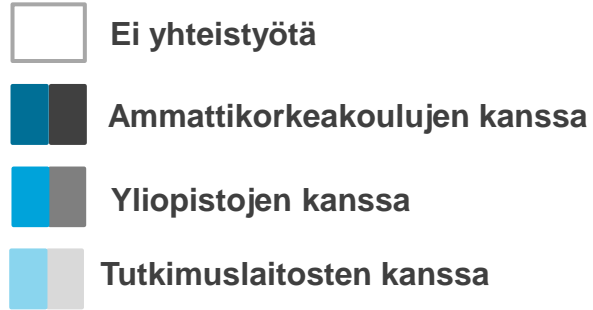 Ei yhteistyötä
Ammattikorkeakoulujen kanssa
Yliopistojen kanssa
Tutkimuslaitosten kanssa